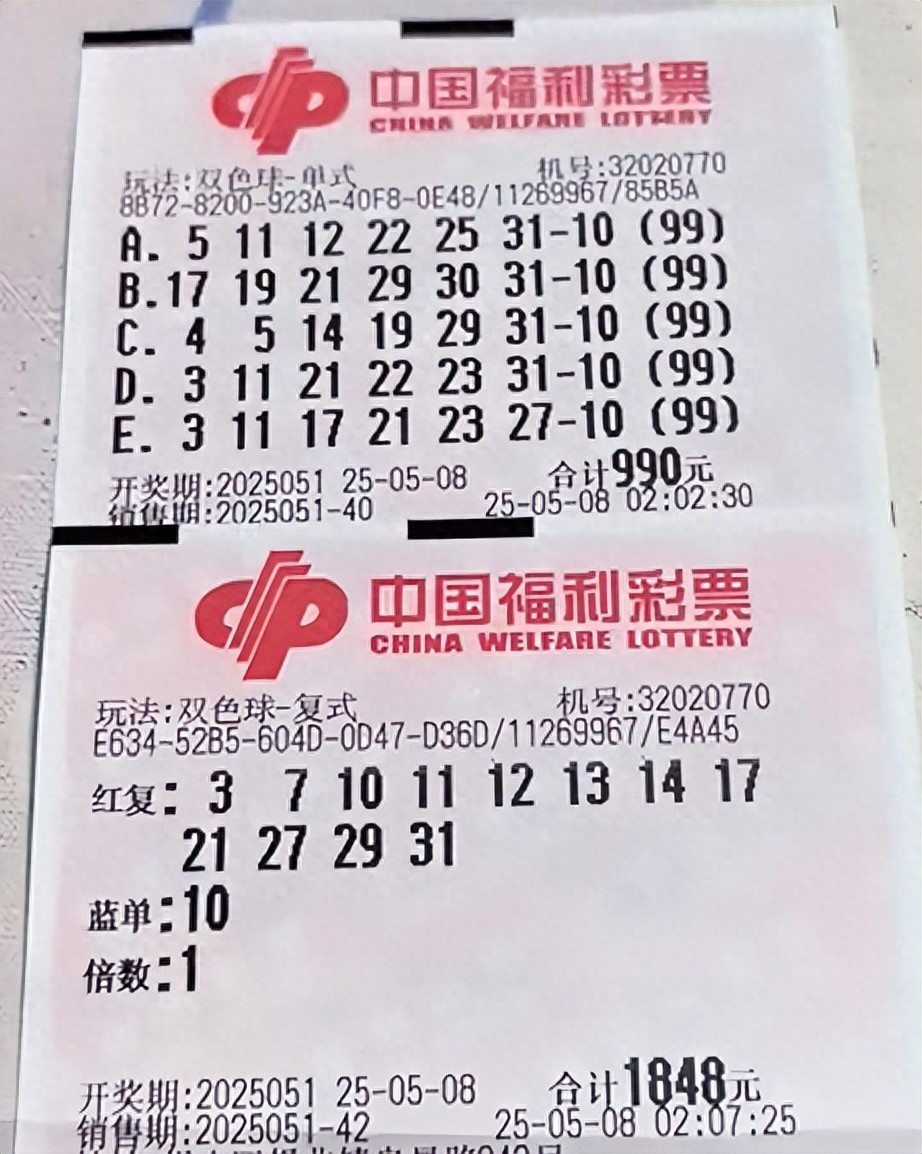 中国福利彩票
CHINA WELFARE LOTTERY
玩法:双色球-单式 机号:32020770
8B72-8200-923A-40F8-0E48/11269967/85B5A
A. 5 11 12 22 25 31-10 (99)
B.17 19 21 29 30 31-10 (99)
C. 4 5 14 19 29 31-10 (99)
D. 3 11 21 22 23 31-10 (99)
E. 3 11 17 21 23 27-10 (99)
开奖期:2025051 25-05-08 合计990元
销售期:2025051-40 25-05-08 02:02:30
中国福利彩票
CHINA WELFARE LOTTERY
玩法:双色球-复式 机号:32020770
E634-52B5-604D-0D47-D36D/11269967/E4A45
红复: 3 7 10 11 12 13 14 17
21 27 29 31
蓝单:10
倍数:1
开奖期:2025051 25-05-08 合计1848元
销售期:2025051-42 25-05-08 02:07:25